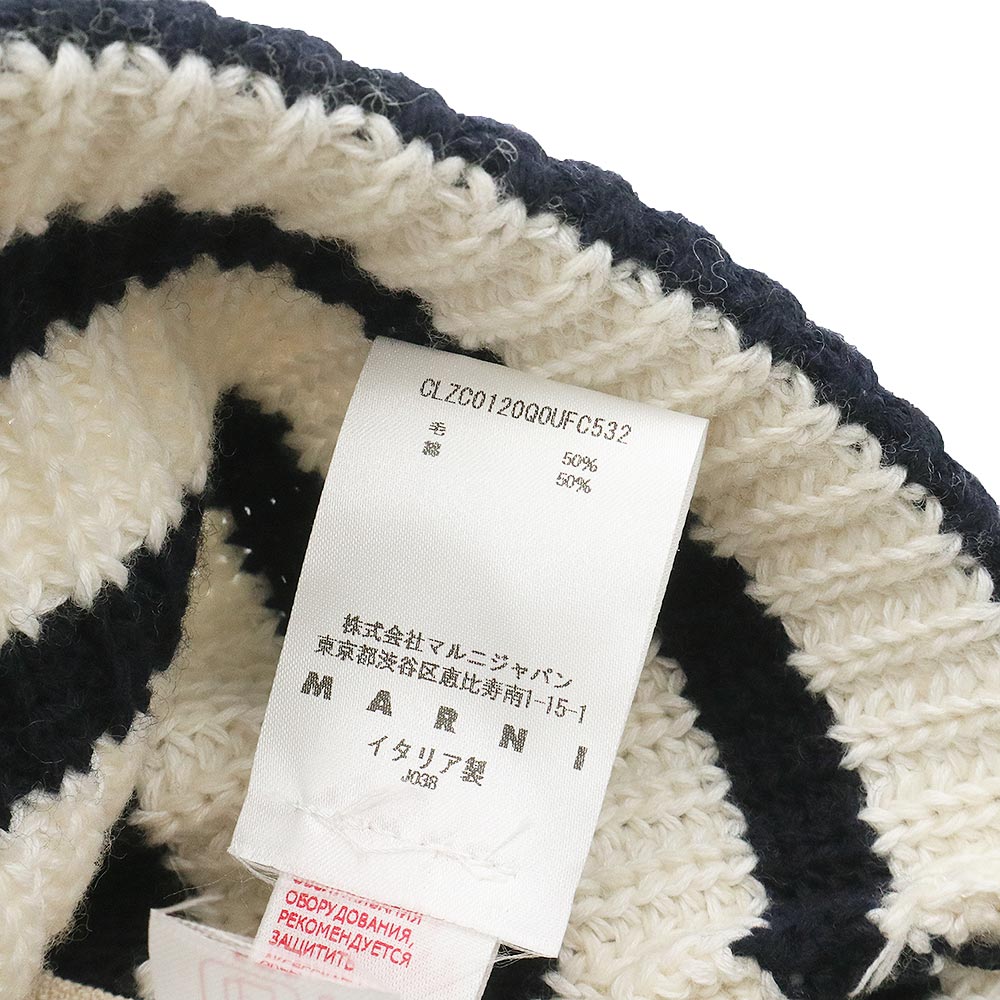 CLZC0120Q0UFC532
毛 50%
綿 50%
株式会社マルニジャパン
東京都渋谷区恵比寿南1-15-1
MARNI
イタリア製
J038
ОБОРУДОВАНИЯ,
РЕКОМЕНДУЕТСЯ
ЗАЩИТИТЬ